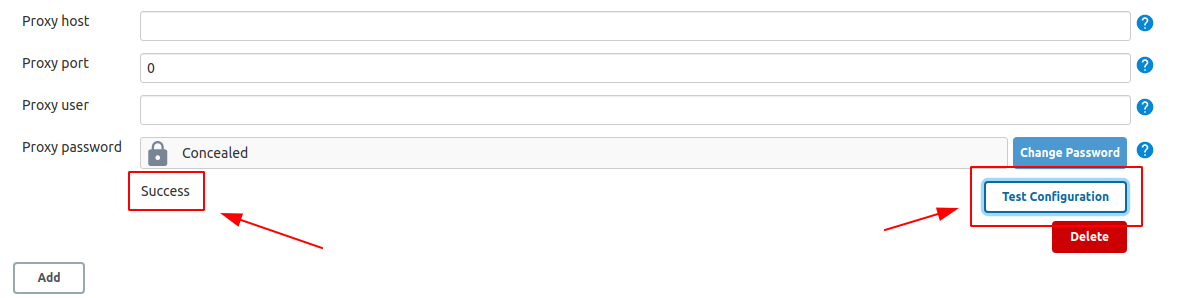 Proxy host
?
Proxy port
0
?
Proxy user
?
Proxy password
Concealed
Change Password
?
Success
Test Configuration
Delete
Add